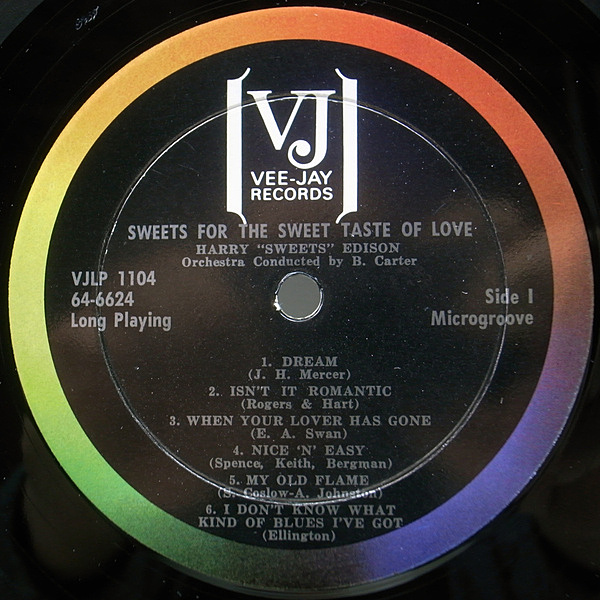 VJ
VEE-JAY
RECORDS
SWEETS FOR THE SWEET TASTE OF LOVE
HARRY "SWEETS" EDISON
Orchestra Conducted by B. Carter
VJLP 1104
64-6624
Long Playing
Side I
Microgroove
1. DREAM
(J. H. Mercer)
2. ISN'T IT ROMANTIC
(Rogers & Hart)
3. WHEN YOUR LOVER HAS GONE
(E. A. Swan)
4. NICE 'N' EASY
(Spence, Keith, Bergman)
5. MY OLD FLAME
(S. Coslow-A. Johnston)
6. I DON'T KNOW WHAT
KIND OF BLUES I'VE GOT
(Ellington)